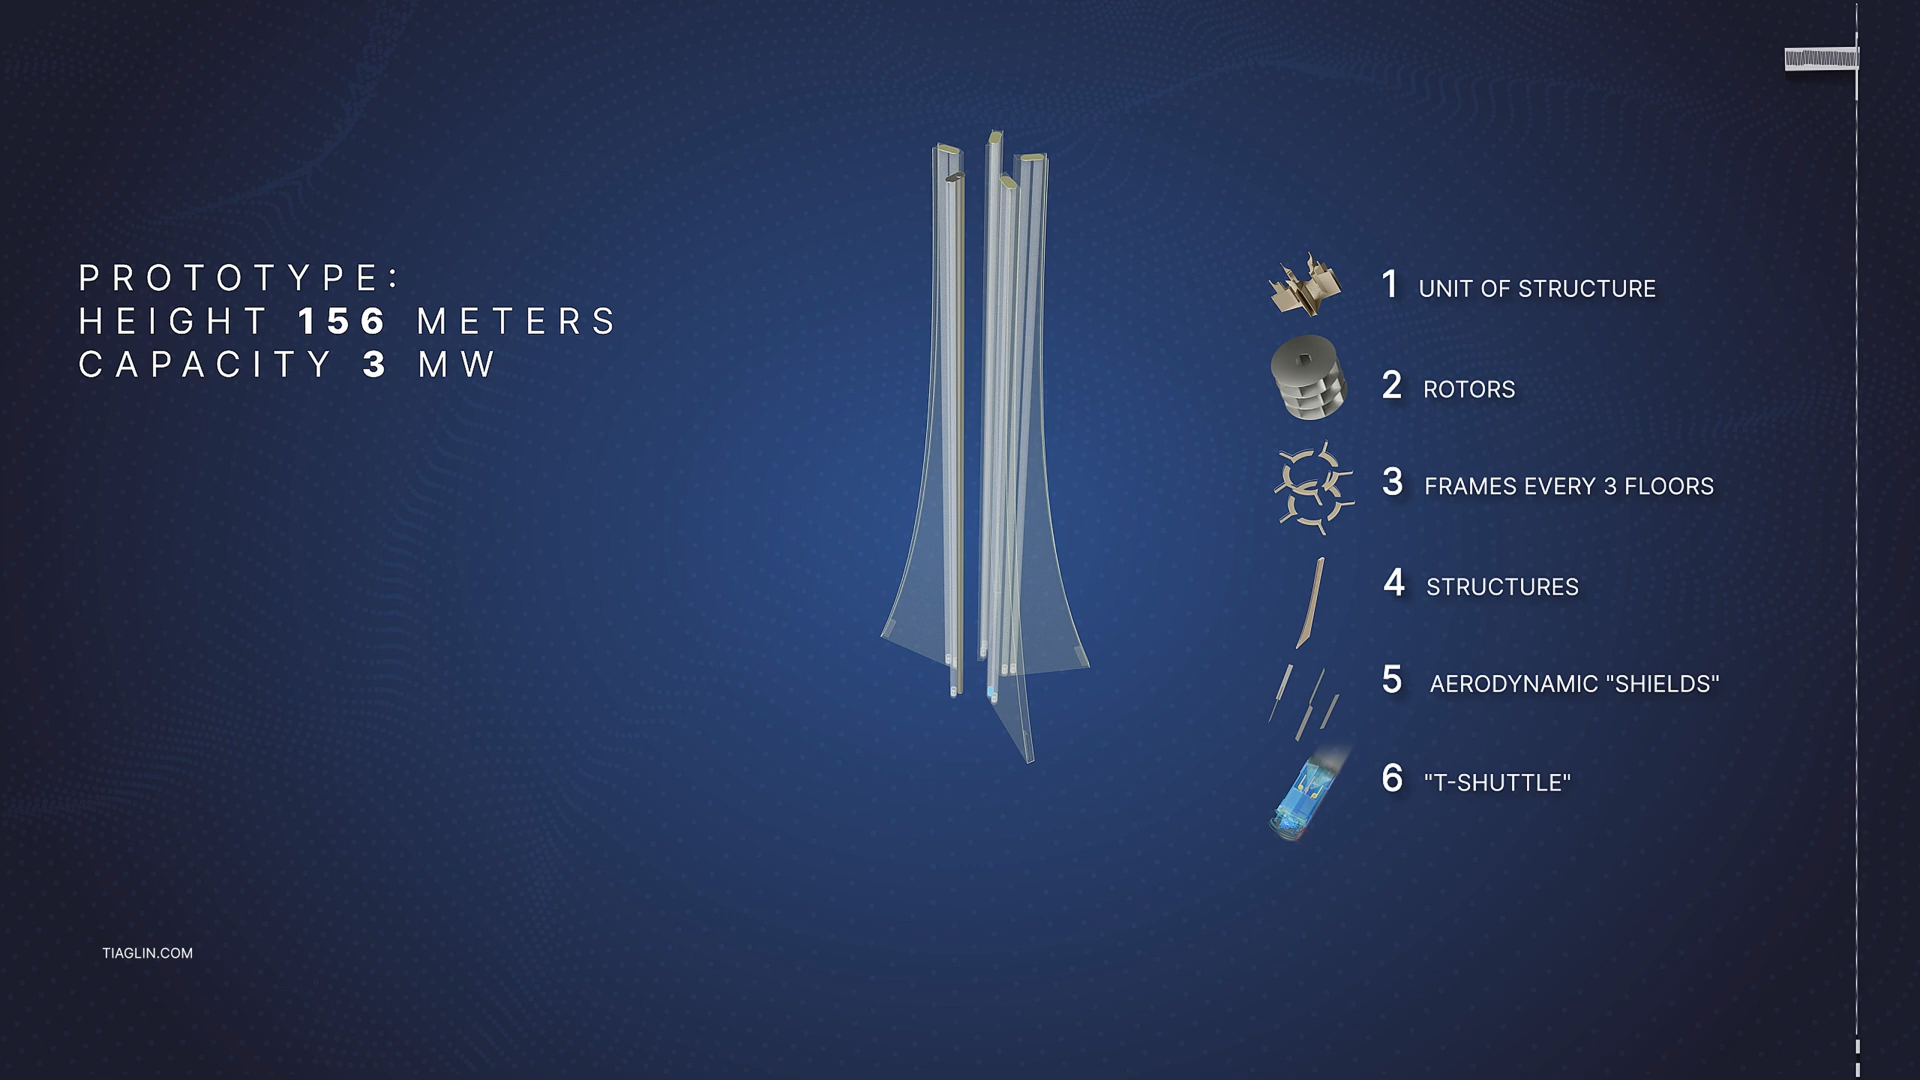 PROTOTYPE:
HEIGHT 156 METERS
CAPACITY 3 MW
1 UNIT OF STRUCTURE
2 ROTORS
3 FRAMES EVERY 3 FLOORS
4 STRUCTURES
5 AERODYNAMIC "SHIELDS"
6 "T-SHUTTLE"
TIAGLIN.COM